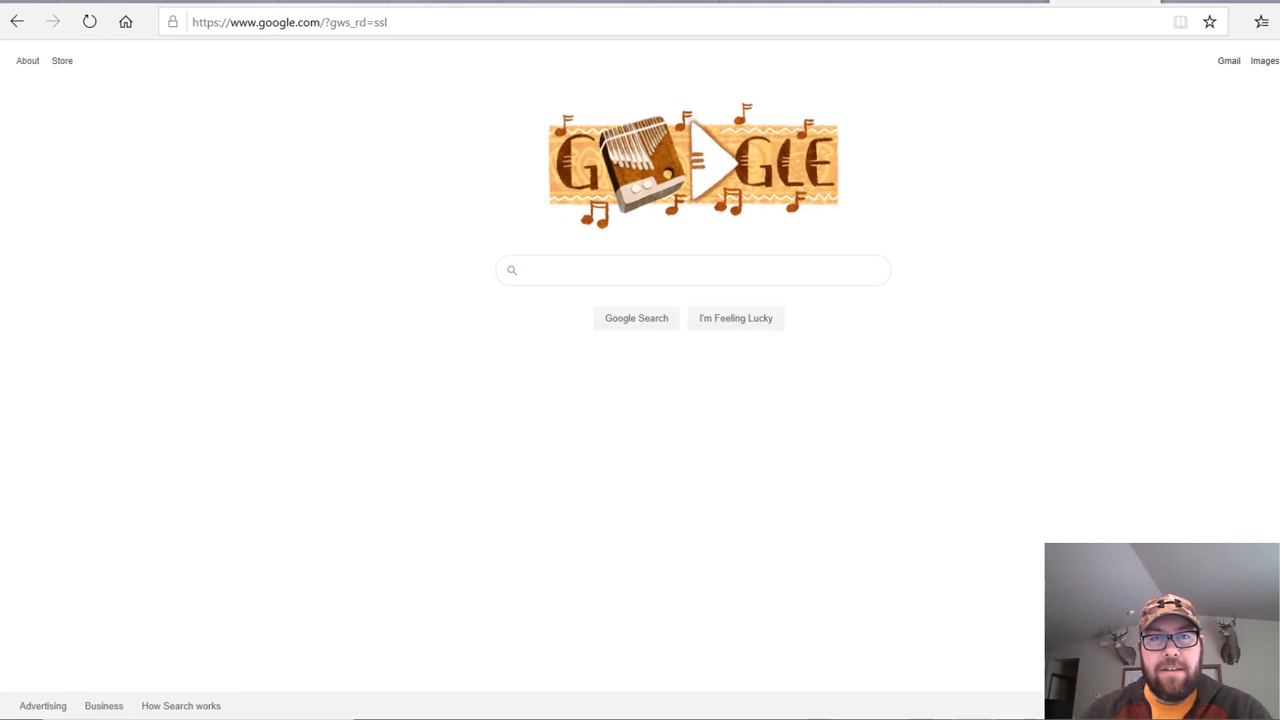 https://www.google.com/?gws_rd=ssl
About Store
Gmail Images
G GLE
Google Search I'm Feeling Lucky
Advertising Business How Search works